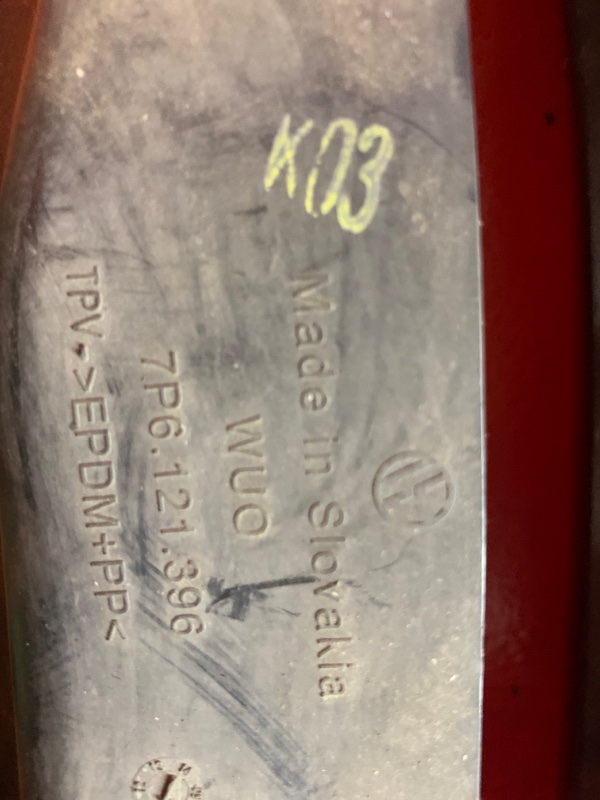 K03
Made in Slovakia
WUO
7P6.121.396
TPV->EPDM+PP<